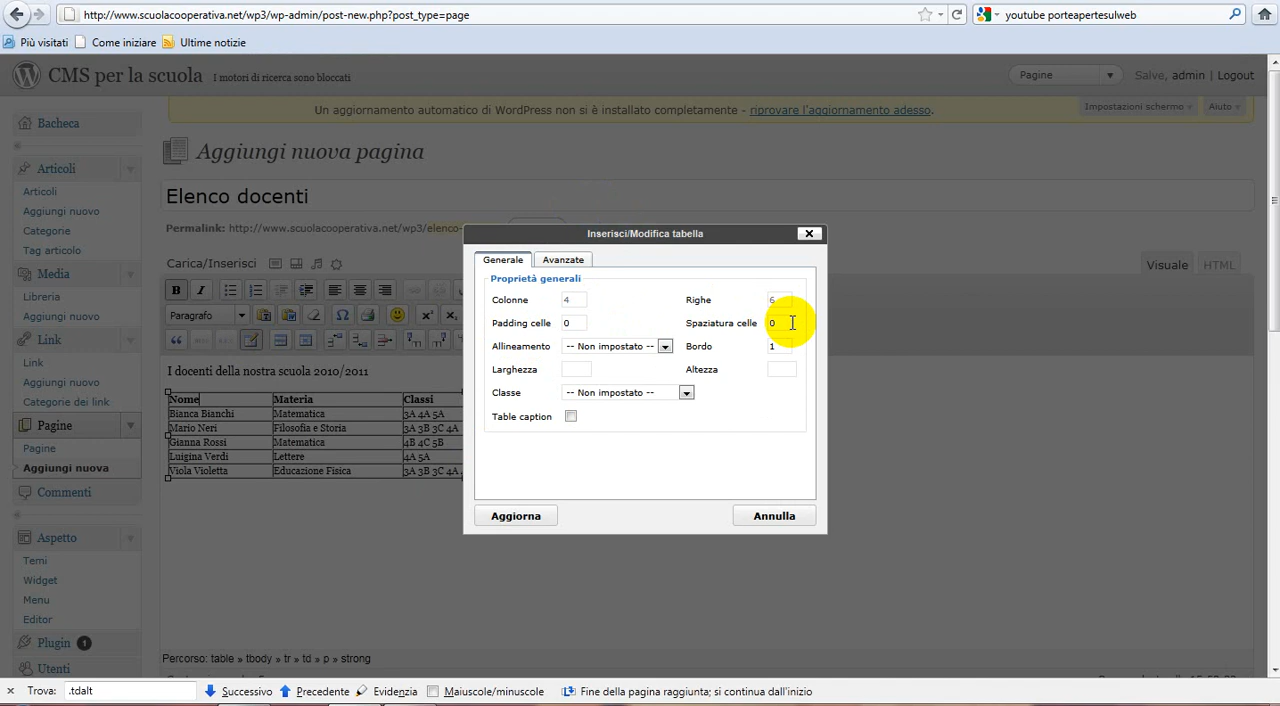 http://www.scuolacooperativa.net/wp3/wp-admin/post-new.php?post_type=page
youtube porteapertesulweb
Più visitati
Come iniziare
Ultime notizie
CMS per la scuola
I motori di ricerca sono bloccati
Pagine
Salve, admin | Logout
Un aggiornamento automatico di WordPress non si è installato completamente - riprovare l'aggiornamento adesso.
Impostazioni schermo
Aiuto
Bacheca
Aggiungi nuova pagina
Articoli
Articoli
Aggiungi nuovo
Categorie
Tag articolo
Media
Libreria
Aggiungi nuovo
Link
Link
Aggiungi nuovo
Categorie dei link
Pagine
Pagine
Aggiungi nuova
Commenti
Aspetto
Temi
Widget
Menu
Editor
Plugin 1
Utenti
Elenco docenti
Permalink: http://www.scuolacooperativa.net/wp3/elenco-
Carica/Inserisci
Visuale
HTML
B I
Paragrafo
I docenti della nostra scuola 2010/2011
Nome Materia Classi
Bianca Bianchi Matematica 3A 4A 5A
Mario Neri Filosofia e Storia 3A 3B 3C 4A
Gianna Rossi Matematica 4B 4C 5B
Luigina Verdi Lettere 4A 5A
Viola Violetta Educazione Fisica 3A 3B 3C 4A
Percorso: table » tbody » tr » td » p » strong
Inserisci/Modifica tabella
Generale
Avanzate
Proprietà generali
Colonne 4 Righe 6
Padding celle 0 Spaziatura celle 0
Allineamento -- Non impostato -- Bordo 1
Larghezza Altezza
Classe -- Non impostato --
Table caption
Aggiorna
Annulla
Trova: .tdalt Successivo Precedente Evidenzia Maiuscole/minuscole Fine della pagina raggiunta; si continua dall'inizio